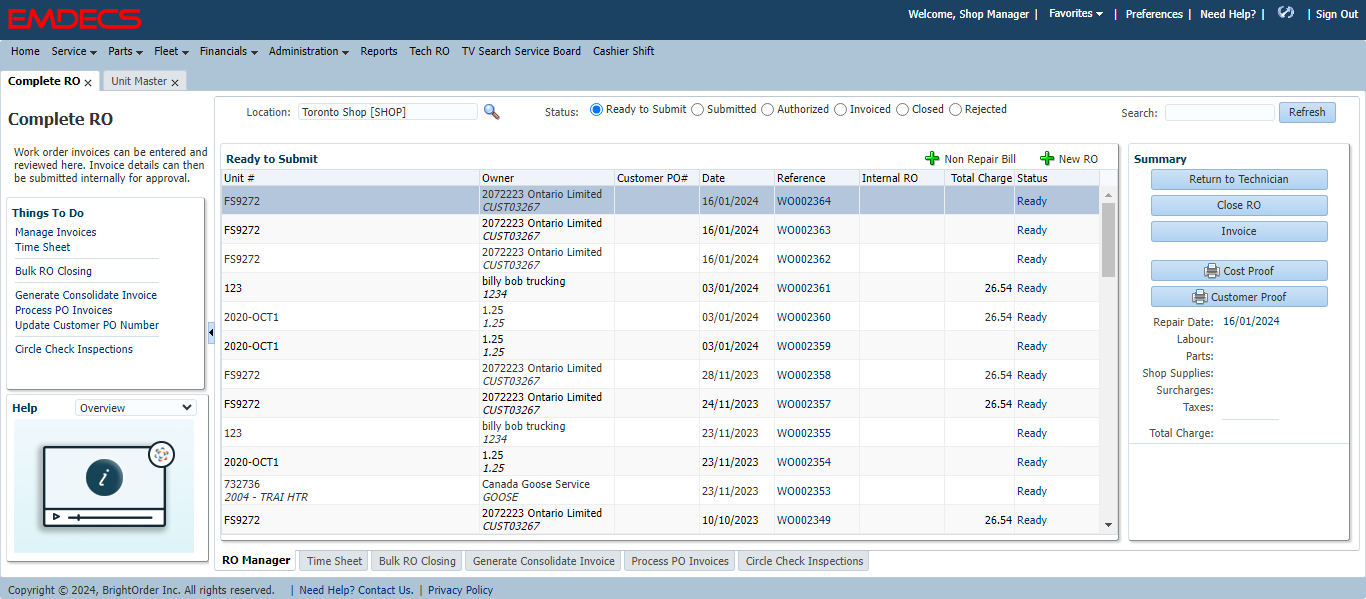 EMDECS
Welcome, Shop Manager | Favorites | Preferences | Need Help? | | Sign Out
Home Service Parts Fleet Financials Administration Reports Tech RO TV Search Service Board Cashier Shift
Complete RO x Unit Master x
Complete RO
Work order invoices can be entered and
reviewed here. Invoice details can then
be submitted internally for approval.
Things To Do
Manage Invoices
Time Sheet
Bulk RO Closing
Generate Consolidate Invoice
Process PO Invoices
Update Customer PO Number
Circle Check Inspections
Help Overview
i
Location: Toronto Shop [SHOP] Status: Ready to Submit Submitted Authorized Invoiced Closed Rejected Search: Refresh
Ready to Submit Non Repair Bill New RO
Unit # Owner Customer PO# Date Reference Internal RO Total Charge Status
FS9272 2072223 Ontario Limited 16/01/2024 WO002364 Ready
CUST03267
FS9272 2072223 Ontario Limited 16/01/2024 WO002363 Ready
CUST03267
FS9272 2072223 Ontario Limited 16/01/2024 WO002362 Ready
CUST03267
123 billy bob trucking 03/01/2024 WO002361 26.54 Ready
1234
2020-OCT1 1.25 03/01/2024 WO002360 26.54 Ready
1.25
2020-OCT1 1.25 03/01/2024 WO002359 Ready
1.25
FS9272 2072223 Ontario Limited 28/11/2023 WO002358 26.54 Ready
CUST03267
FS9272 2072223 Ontario Limited 24/11/2023 WO002357 26.54 Ready
CUST03267
123 billy bob trucking 23/11/2023 WO002355 Ready
1234
2020-OCT1 1.25 23/11/2023 WO002354 Ready
1.25
732736 Canada Goose Service 23/11/2023 WO002353 Ready
2004 - TRAI HTR GOOSE
FS9272 2072223 Ontario Limited 10/10/2023 WO002349 26.54 Ready
CUST03267
Summary
Return to Technician
Close RO
Invoice
Cost Proof
Customer Proof
Repair Date: 16/01/2024
Labour:
Parts:
Shop Supplies:
Surcharges:
Taxes:
Total Charge:
RO Manager Time Sheet Bulk RO Closing Generate Consolidate Invoice Process PO Invoices Circle Check Inspections
Copyright © 2024, BrightOrder Inc. All rights reserved. | Need Help? Contact Us. | Privacy Policy